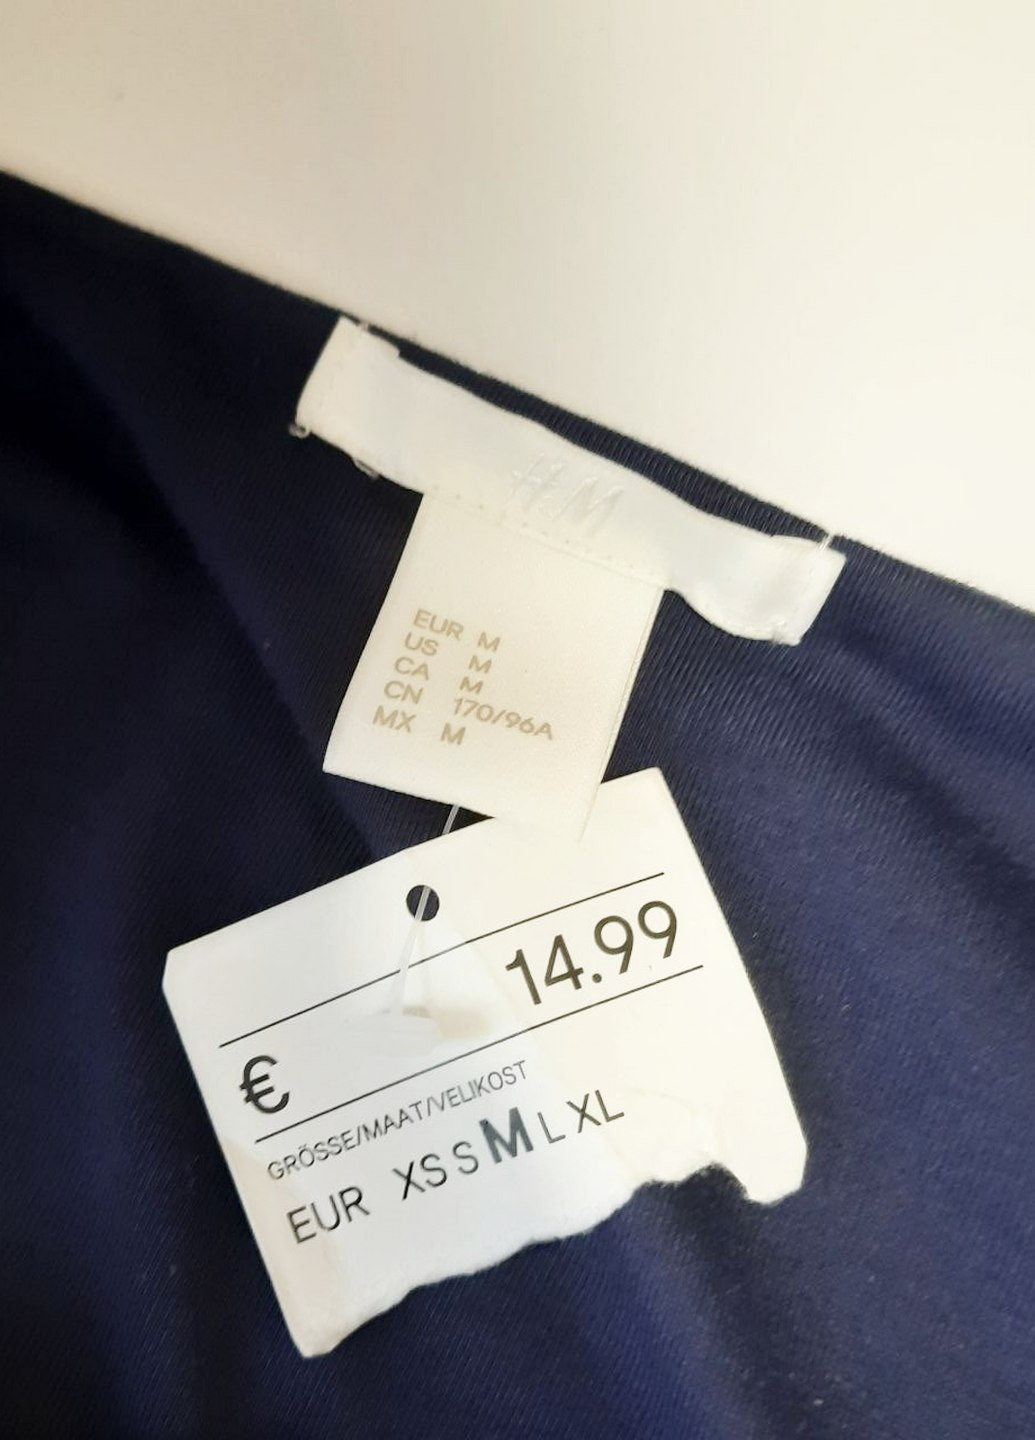 H&M
EUR M
US M
CA M
CN 170/96A
MX M
€ 14.99
GRÖSSE/MAAT/VELIKOST
EUR XS S M L XL